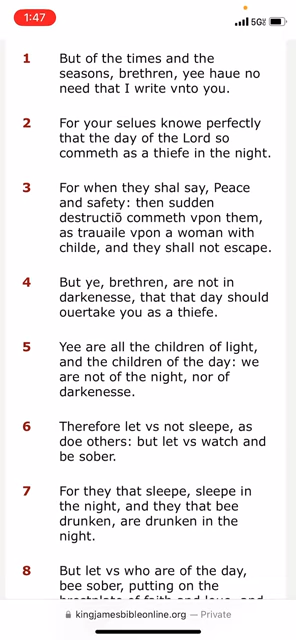 1:47
5G
1 But of the times and the
seasons, brethren, yee haue no
need that I write vnto you.
2 For your selues knowe perfectly
that the day of the Lord so
commeth as a thiefe in the night.
3 For when they shal say, Peace
and safety: then sudden
destructiō commeth vpon them,
as trauaile vpon a woman with
childe, and they shall not escape.
4 But ye, brethren, are not in
darkenesse, that that day should
ouertake you as a thiefe.
5 Yee are all the children of light,
and the children of the day: we
are not of the night, nor of
darkenesse.
6 Therefore let vs not sleepe, as
doe others: but let vs watch and
be sober.
7 For they that sleepe, sleepe in
the night, and they that bee
drunken, are drunken in the
night.
8 But let vs who are of the day,
bee sober, putting on the
brestplate of faith and loue, and
kingjamesbibleonline.org — Private